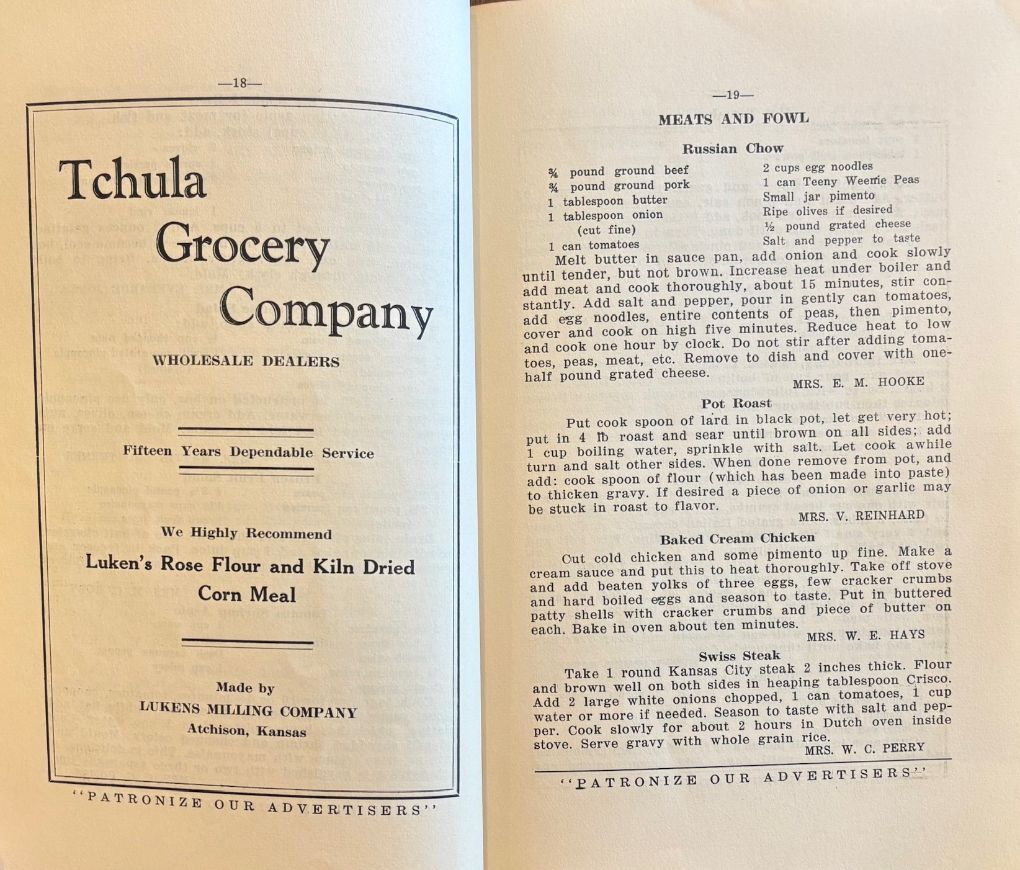 —18—
Tchula
Grocery
Company
WHOLESALE DEALERS
Fifteen Years Dependable Service
We Highly Recommend
Luken's Rose Flour and Kiln Dried
Corn Meal
Made by
LUKENS MILLING COMPANY
Atchison, Kansas
"PATRONIZE OUR ADVERTISERS"
—19—
MEATS AND FOWL
Russian Chow
¾ pound ground beef
¾ pound ground pork
1 tablespoon butter
1 tablespoon onion
(cut fine)
1 can tomatoes
2 cups egg noodles
1 can Teeny Weenie Peas
Small jar pimento
Ripe olives if desired
½ pound grated cheese
Salt and pepper to taste
Melt butter in sauce pan, add onion and cook slowly
until tender, but not brown. Increase heat under boiler and
add meat and cook thoroughly, about 15 minutes, stir con-
stantly. Add salt and pepper, pour in gently can tomatoes,
add egg noodles, entire contents of peas, then pimento,
cover and cook on high five minutes. Reduce heat to low
and cook one hour by clock. Do not stir after adding toma-
toes, peas, meat, etc. Remove to dish and cover with one-
half pound grated cheese.
MRS. E. M. HOOKE
Pot Roast
Put cook spoon of lard in black pot, let get very hot;
put in 4 lb roast and sear until brown on all sides; add
1 cup boiling water, sprinkle with salt. Let cook awhile
turn and salt other sides. When done remove from pot, and
add: cook spoon of flour (which has been made into paste)
to thicken gravy. If desired a piece of onion or garlic may
be stuck in roast to flavor.
MRS. V. REINHARD
Baked Cream Chicken
Cut cold chicken and some pimento up fine. Make a
cream sauce and put this to heat thoroughly. Take off stove
and add beaten yolks of three eggs, few cracker crumbs
and hard boiled eggs and season to taste. Put in buttered
patty shells with cracker crumbs and piece of butter on
each. Bake in oven about ten minutes.
MRS. W. E. HAYS
Swiss Steak
Take 1 round Kansas City steak 2 inches thick. Flour
and brown well on both sides in heaping tablespoon Crisco.
Add 2 large white onions chopped, 1 can tomatoes, 1 cup
water or more if needed. Season to taste with salt and pep-
per. Cook slowly for about 2 hours in Dutch oven inside
stove. Serve gravy with whole grain rice.
MRS. W. C. PERRY
"PATRONIZE OUR ADVERTISERS"